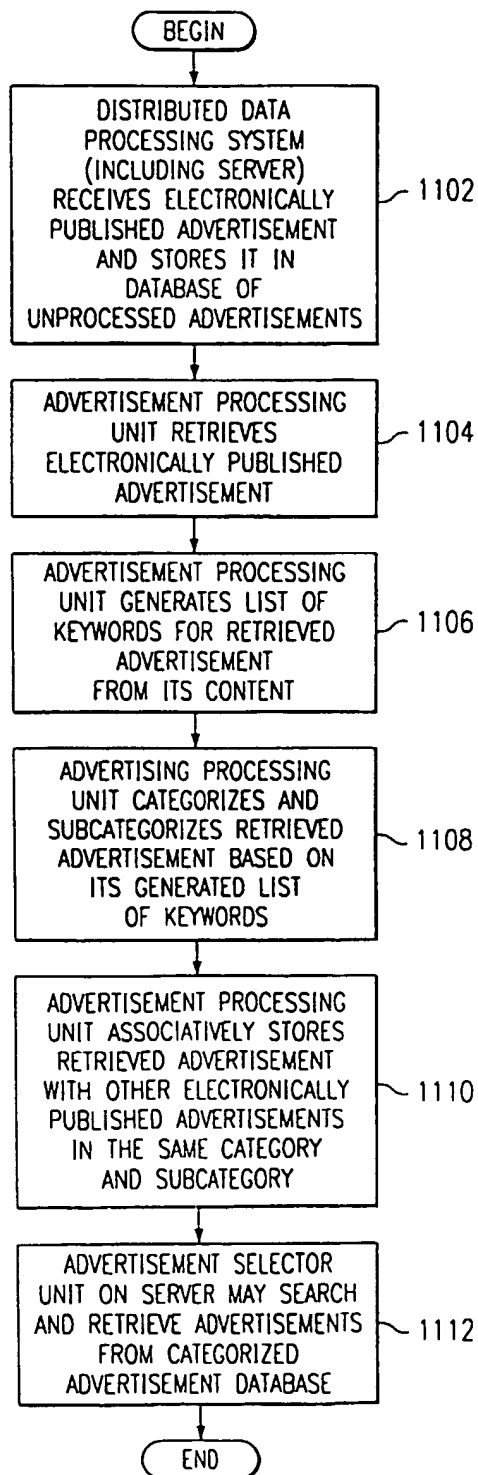 BEGIN
DISTRIBUTED DATA
PROCESSING SYSTEM
(INCLUDING SERVER)
RECEIVES ELECTRONICALLY
PUBLISHED ADVERTISEMENT
AND STORES IT IN
DATABASE OF
UNPROCESSED ADVERTISEMENTS
1102
ADVERTISEMENT PROCESSING
UNIT RETRIEVES
ELECTRONICALLY PUBLISHED
ADVERTISEMENT
1104
ADVERTISEMENT PROCESSING
UNIT GENERATES LIST OF
KEYWORDS FOR RETRIEVED
ADVERTISEMENT
FROM ITS CONTENT
1106
ADVERTISING PROCESSING
UNIT CATEGORIZES AND
SUBCATEGORIZES RETRIEVED
ADVERTISEMENT BASED ON
ITS GENERATED LIST
OF KEYWORDS
1108
ADVERTISEMENT PROCESSING
UNIT ASSOCIATIVELY STORES
RETRIEVED ADVERTISEMENT
WITH OTHER ELECTRONICALLY
PUBLISHED ADVERTISEMENTS
IN THE SAME CATEGORY
AND SUBCATEGORY
1110
ADVERTISEMENT SELECTOR
UNIT ON SERVER MAY SEARCH
AND RETRIEVE ADVERTISEMENTS
FROM CATEGORIZED
ADVERTISEMENT DATABASE
1112
END